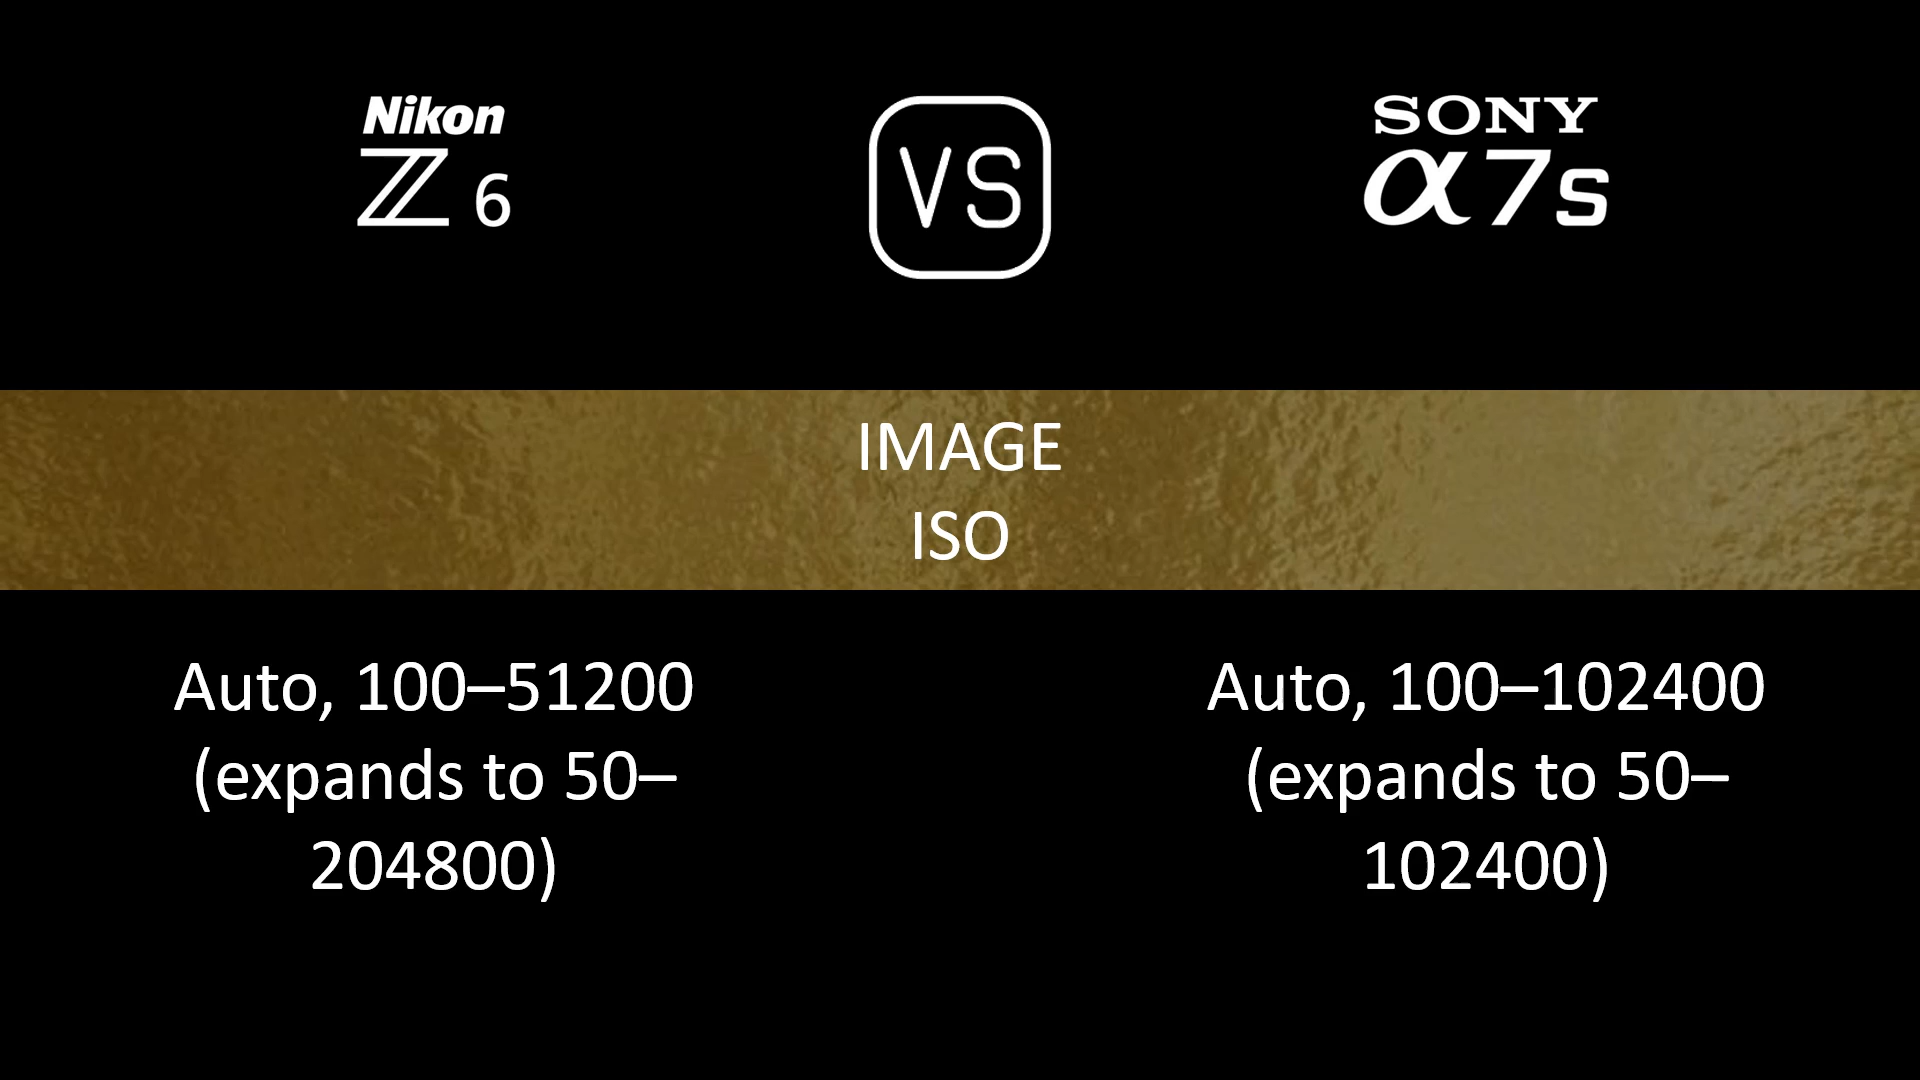 Nikon
Z 6
VS
SONY
α7s
IMAGE
ISO
Auto, 100–51200
(expands to 50–
204800)
Auto, 100–102400
(expands to 50–
102400)